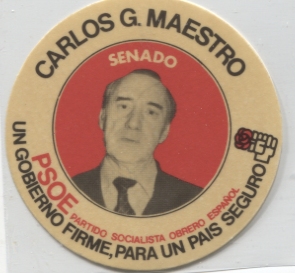 CARLOS G. MAESTRO
SENADO
PSOE
PARTIDO SOCIALISTA OBRERO ESPAÑOL
UN GOBIERNO FIRME, PARA UN PAIS SEGURO